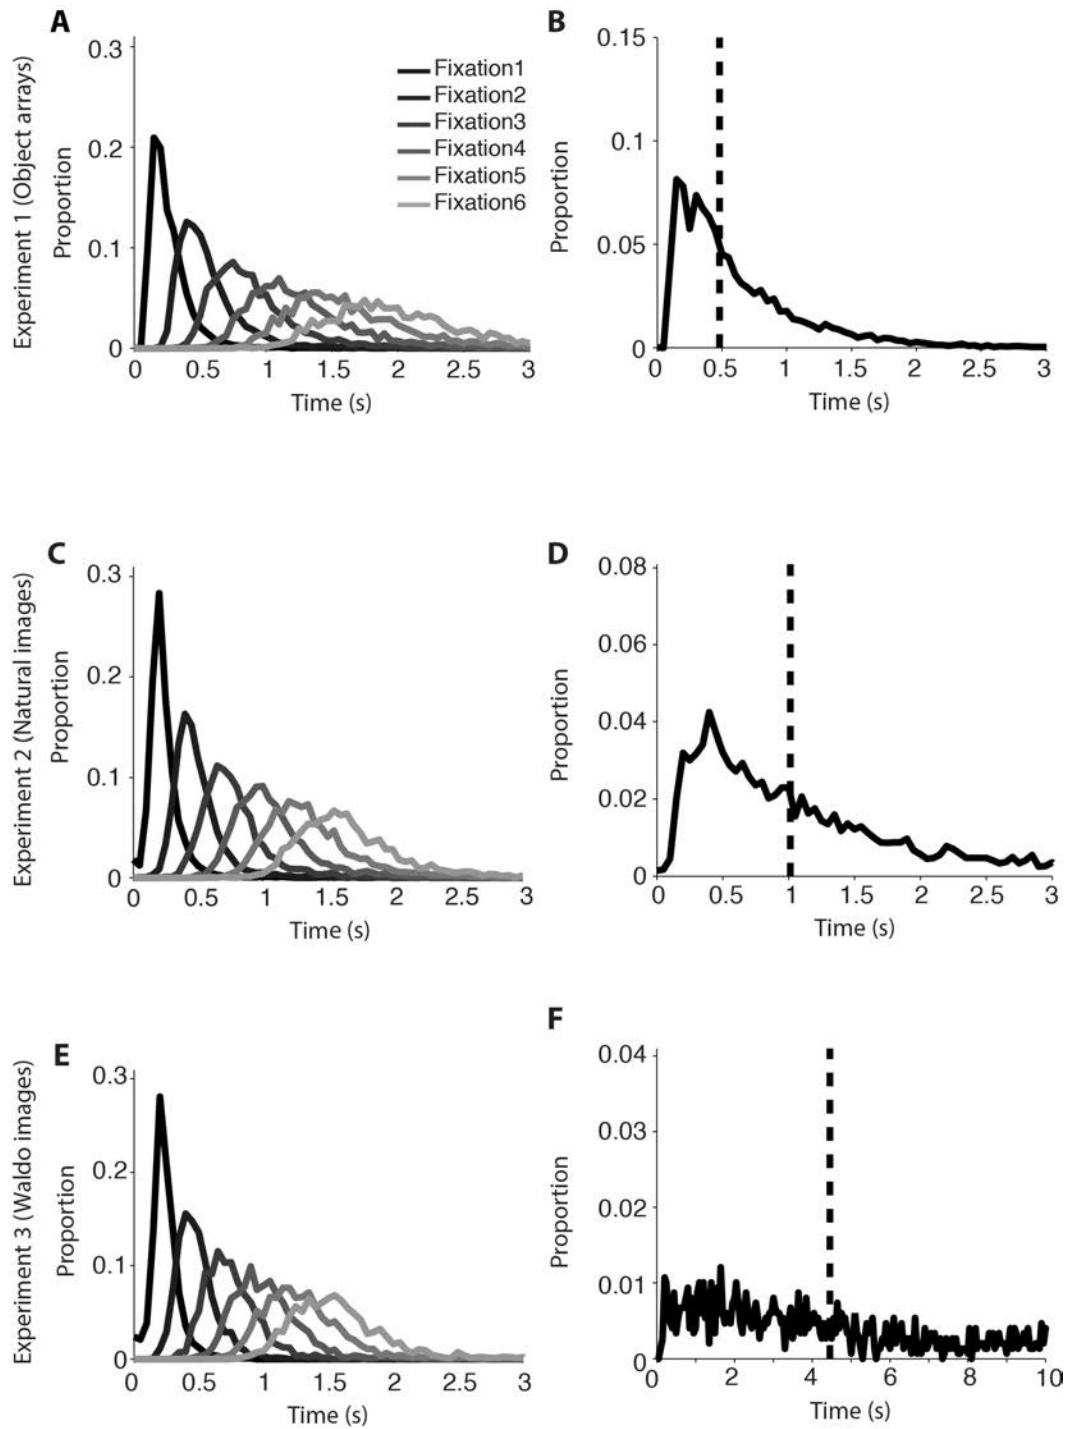 A
Experiment 1 (Object arrays)
Proportion
0.3
0.2
0.1
0
Fixation1
Fixation2
Fixation3
Fixation4
Fixation5
Fixation6
0 0.5 1 1.5 2 2.5 3
Time (s)
B
Proportion
0.15
0.1
0.05
0
0 0.5 1 1.5 2 2.5 3
Time (s)
C
Experiment 2 (Natural images)
Proportion
0.3
0.2
0.1
0
0 0.5 1 1.5 2 2.5 3
Time (s)
D
Proportion
0.08
0.06
0.04
0.02
0
0 0.5 1 1.5 2 2.5 3
Time (s)
E
Experiment 3 (Waldo images)
Proportion
0.3
0.2
0.1
0
0 0.5 1 1.5 2 2.5 3
Time (s)
F
Proportion
0.04
0.03
0.02
0.01
0
0 2 4 6 8 10
Time (s)